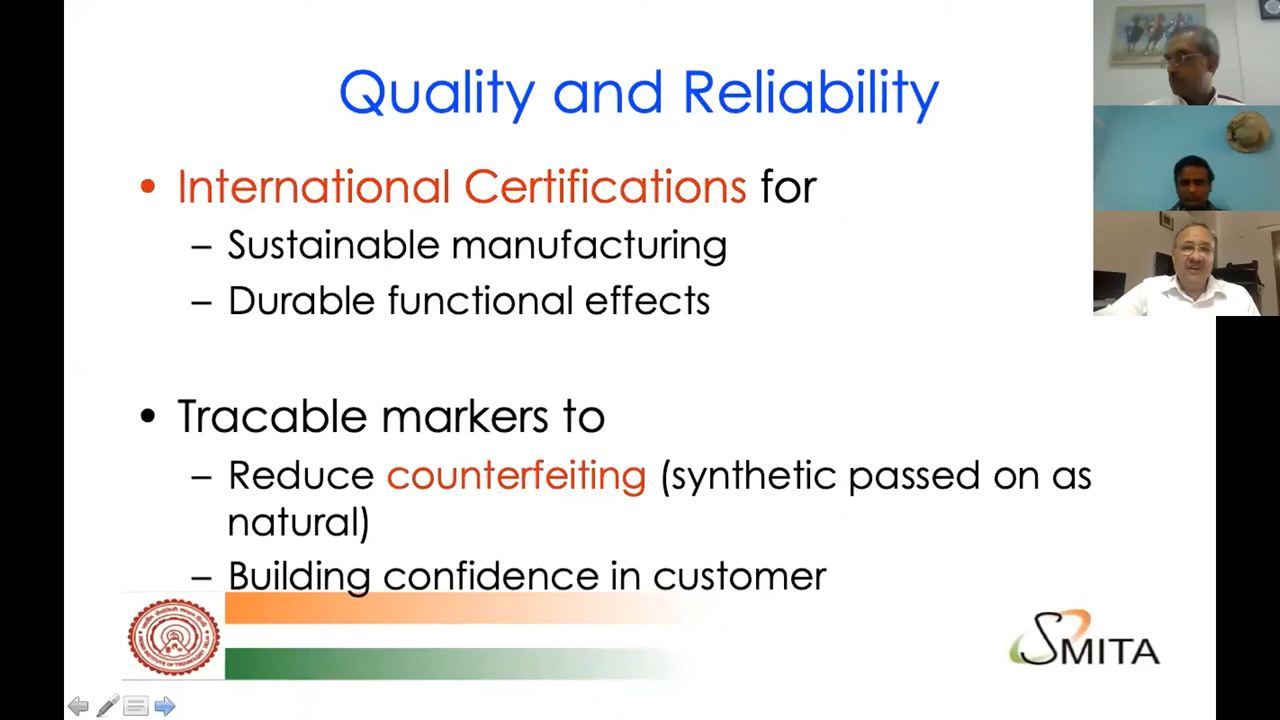 Quality and Reliability
• International Certifications for
– Sustainable manufacturing
– Durable functional effects
• Tracable markers to
– Reduce counterfeiting (synthetic passed on as
natural)
– Building confidence in customer
SMITA